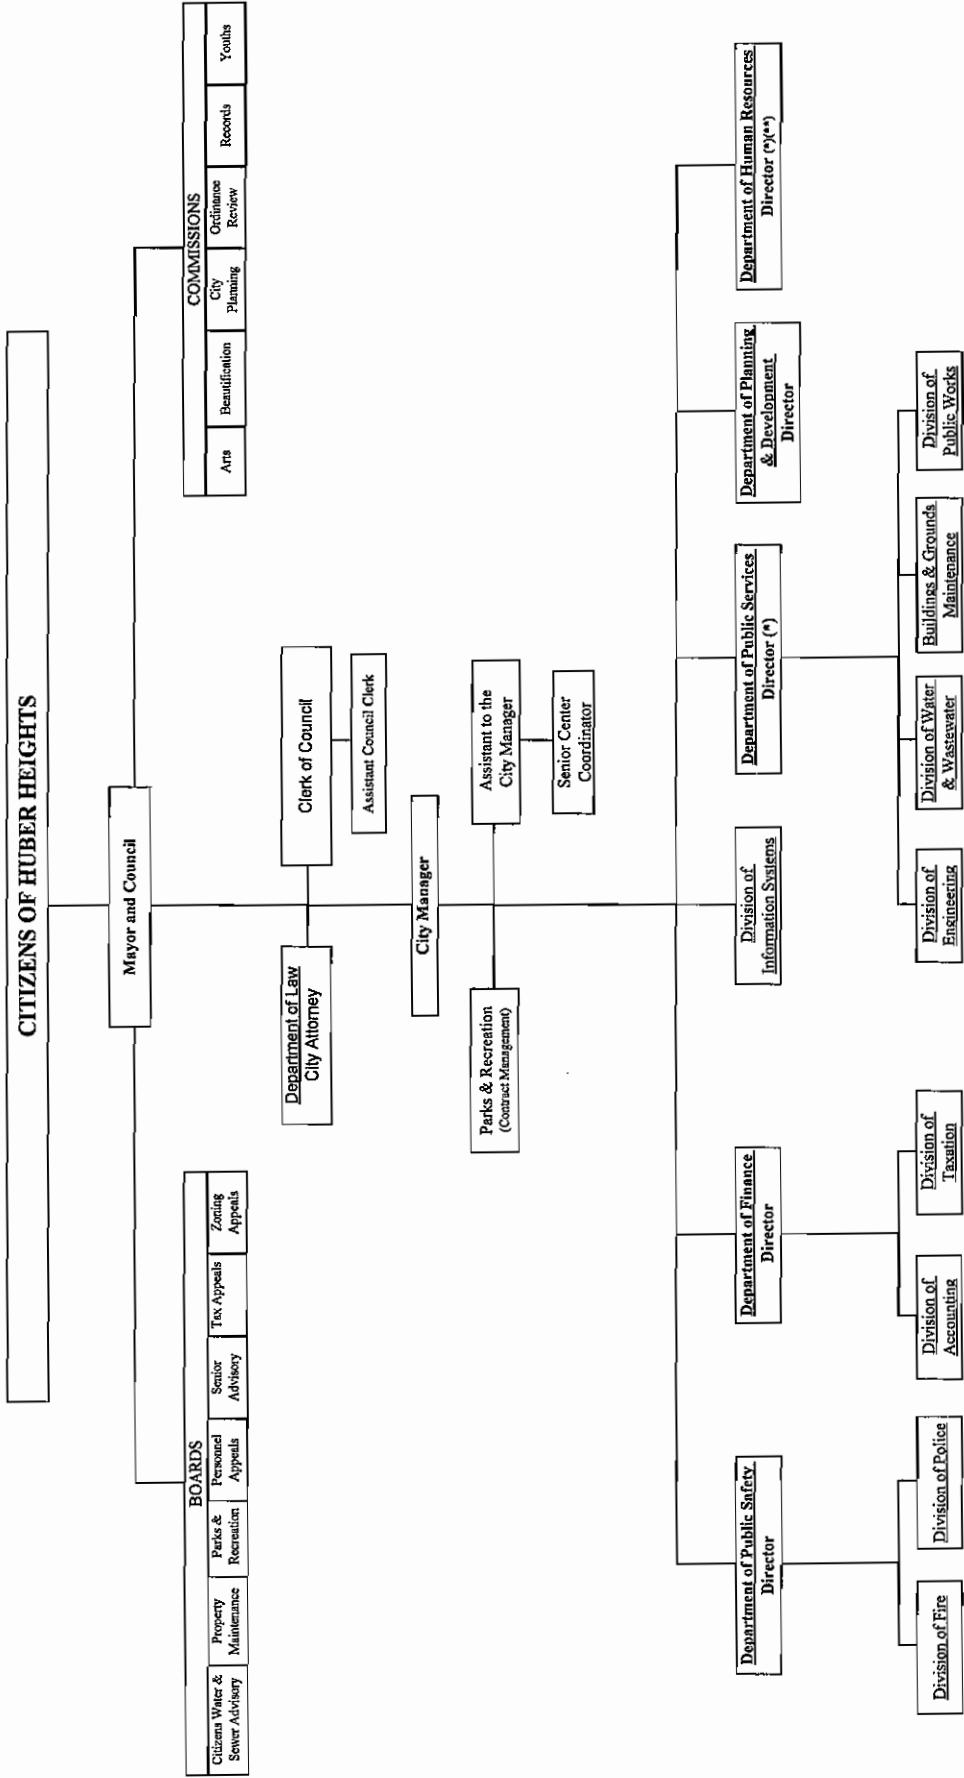 CITIZENS OF HUBER HEIGHTS
Mayor and Council
BOARDS
Citizens Water &
Sewer Advisory
Property
Maintenance
Parks &
Recreation
Personnel
Appeals
Senior
Advisory
Tax Appeals
Zoning
Appeals
COMMISSIONS
Arts
Beautification
City
Planning
Ordinance
Review
Records
Youths
Department of Law
City Attorney
Clerk of Council
Assistant Council Clerk
City Manager
Parks & Recreation
(Contract Management)
Assistant to the
City Manager
Senior Center
Coordinator
Department of Public Safety
Director
Department of Finance
Director
Division of
Information Systems
Department of Public Services
Director (*)
Department of Planning
& Development
Director
Department of Human Resources
Director (*)(**)
Division of Fire
Division of Police
Division of
Accounting
Division of
Taxation
Division of
Engineering
Division of Water
& Wastewater
Buildings & Grounds
Maintenance
Division of
Public Works